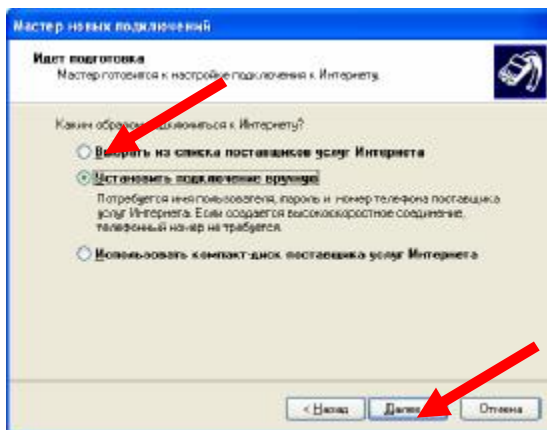 Мастер новых подключений
Идет подготовка
Мастер готовится к настройке подключения к Интернету.
Каким образом подключиться к Интернету?
Выбрать из списка поставщиков услуг Интернета
Установить подключение вручную
Потребуется имя пользователя, пароль и номер телефона поставщика
услуг Интернета. Если создается высокоскоростное соединение,
телефонный номер не требуется.
Использовать компакт-диск поставщика услуг Интернета
< Назад
Далее
Отмена